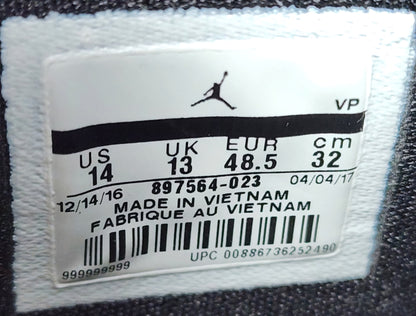 VP
US UK EUR cm
14 13 48.5 32
12/14/16 897564-023 04/04/17
MADE IN VIETNAM
FABRIQUE AU VIETNAM
999999999 UPC 00886736252490